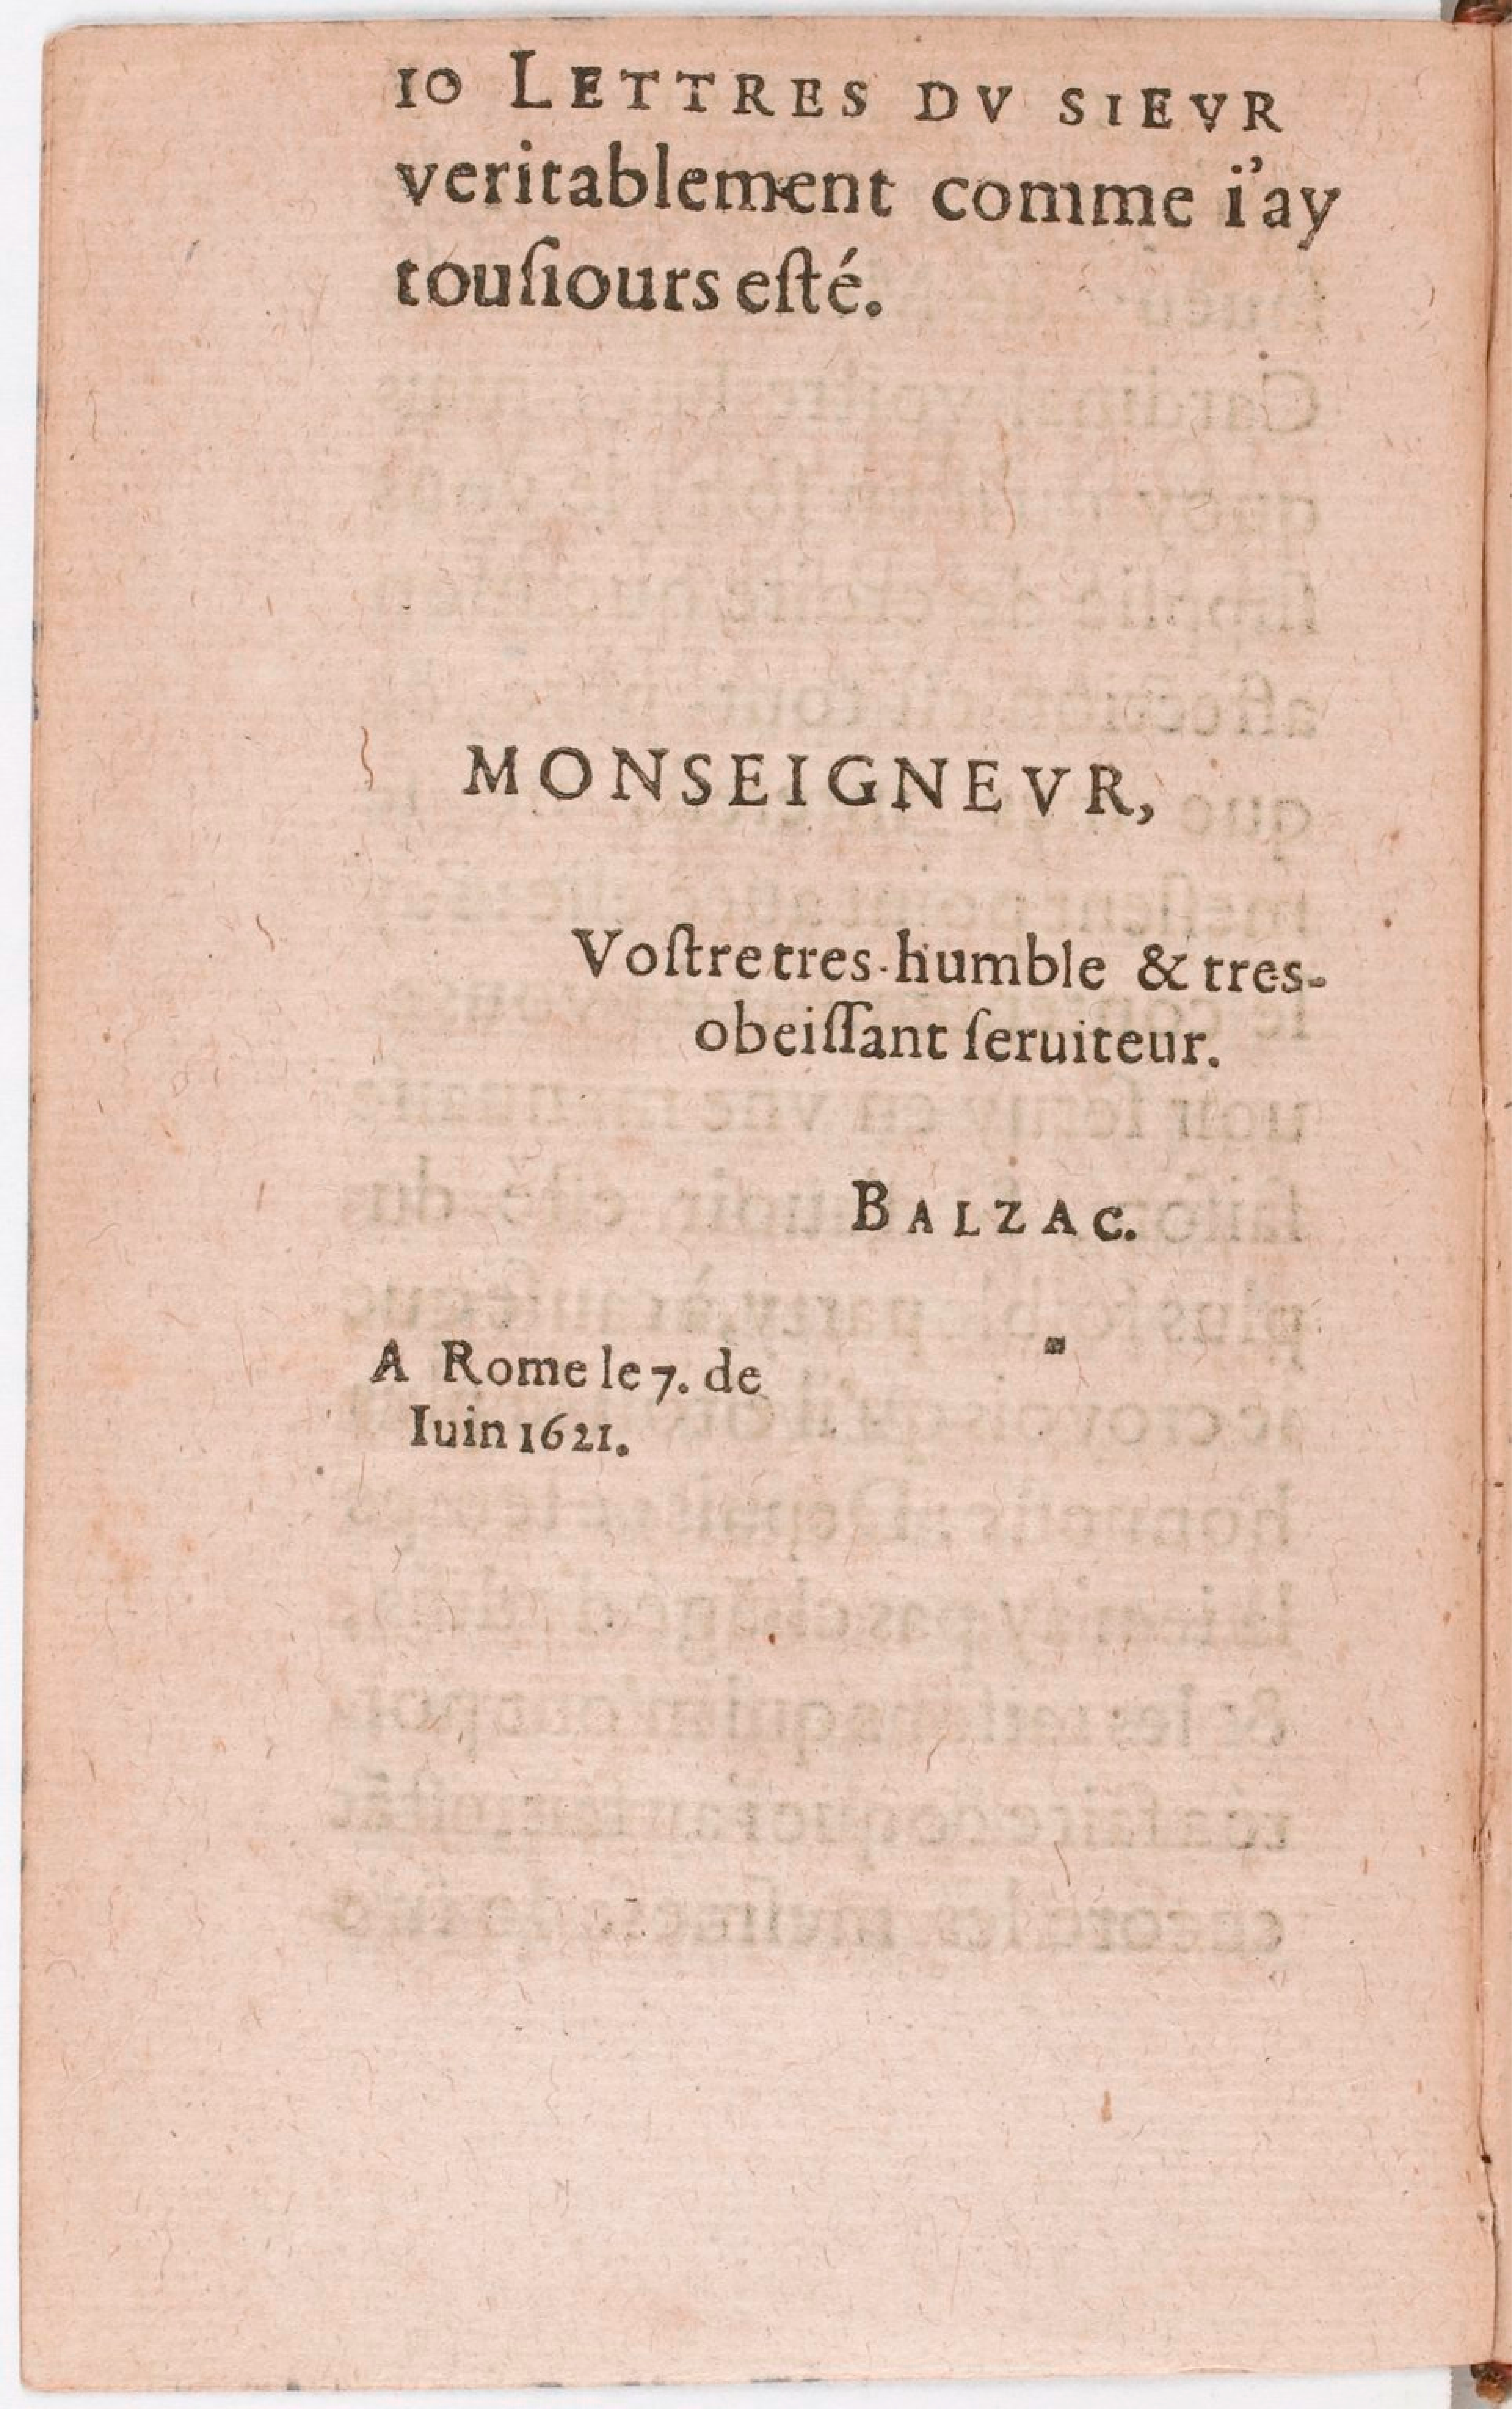 10 LETTRES DV SIEVR
veritablement comme i'ay
touſiours eſté.
MONSEIGNEVR,
Voſtre tres-humble & tres-
obeiſſant ſeruiteur.
BALZAC.
A Rome le 7. de
Iuin 1621.